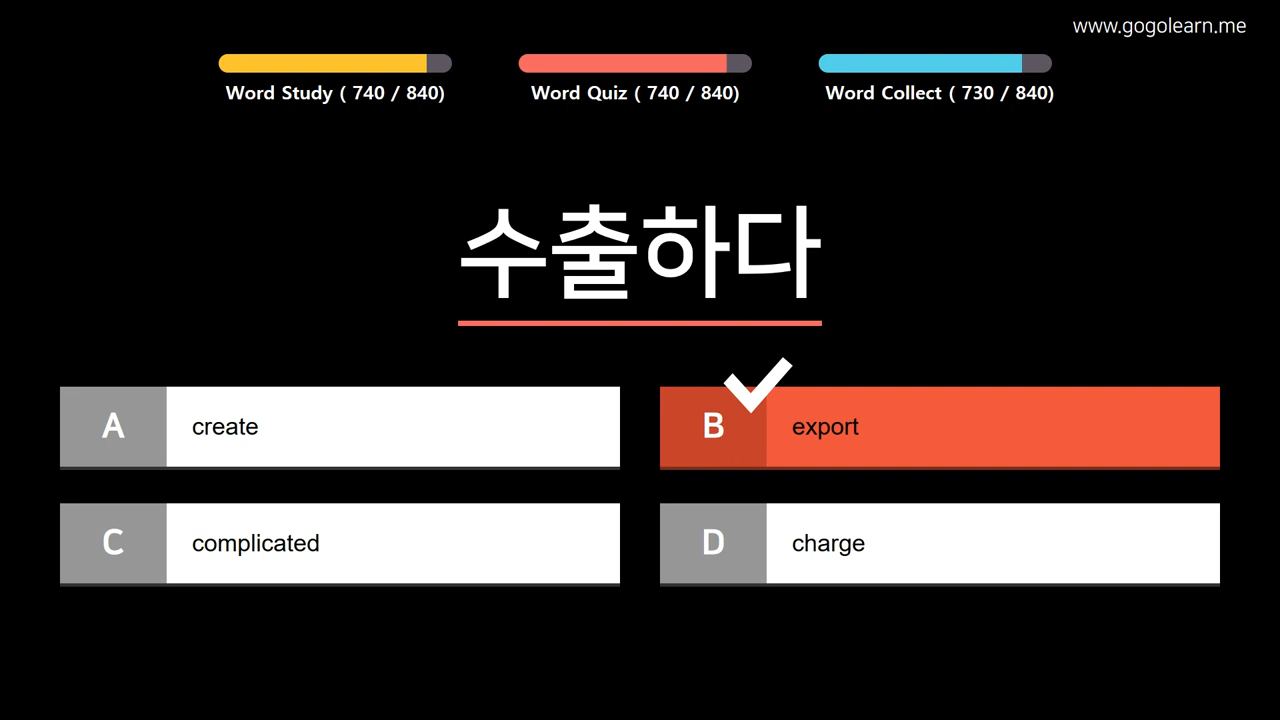 www.gogolearn.me
Word Study ( 740 / 840)
Word Quiz ( 740 / 840)
Word Collect ( 730 / 840)
수출하다
A create
B export
C complicated
D charge